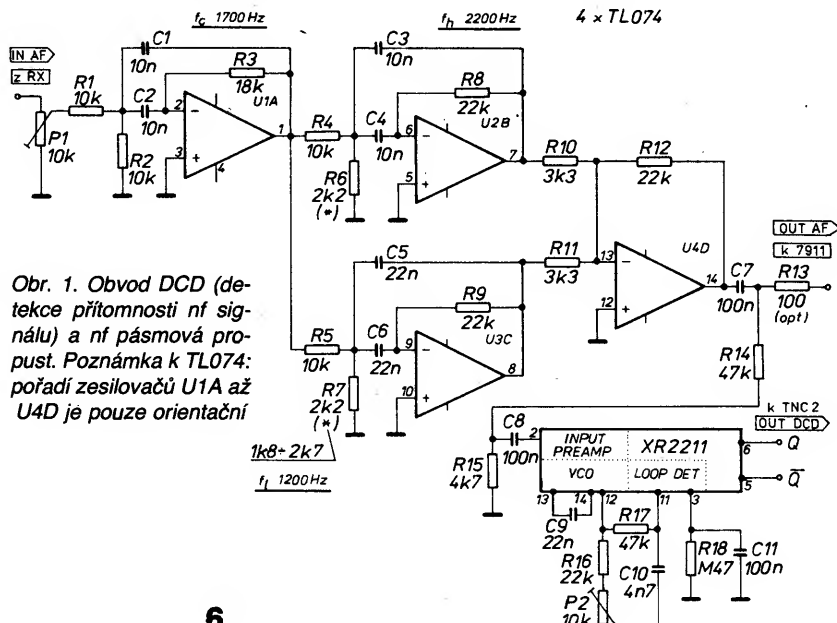 f_c 1700 Hz
f_h 2200 Hz
4 x TL074
IN AF
z RX
P1
10k
R1
10k
C1
10n
C2
10n
R2
10k
R3
18k
U1A
2
3
1
4
R4
10k
C3
10n
C4
10n
R6
2k2
(*)
R8
22k
U2B
6
5
7
R10
3k3
R12
22k
C5
22n
R11
3k3
U4D
13
12
14
C7
100n
OUT AF
k 7911
R13
100
(opt)
Obr. 1. Obvod DCD (de-
tekce přítomnosti nf sig-
nálu) a nf pásmová pro-
pust. Poznámka k TL074:
pořadí zesilovačů U1A až
U4D je pouze orientační
R5
10k
C6
22n
R9
22k
U3C
9
10
8
R7
2k2
(*)
1k8÷2k7
f_l 1200 Hz
R14
47k
k TNC2
OUT DCD
C8
100n
2
R15
4k7
INPUT
PREAMP
XR2211
VCO
LOOP DET
6
Q
5
Q̅
13
14
12
11
3
C9
22n
R17
47k
R16
22k
C10
4n7
R18
M47
C11
100n
P2
10k
6